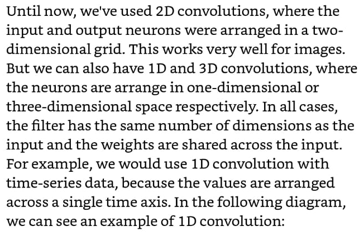 Until now, we've used 2D convolutions, where the
input and output neurons were arranged in a two-
dimensional grid. This works very well for images.
But we can also have 1D and 3D convolutions, where
the neurons are arrange in one-dimensional or
three-dimensional space respectively. In all cases,
the filter has the same number of dimensions as the
input and the weights are shared across the input.
For example, we would use 1D convolution with
time-series data, because the values are arranged
across a single time axis. In the following diagram,
we can see an example of 1D convolution: